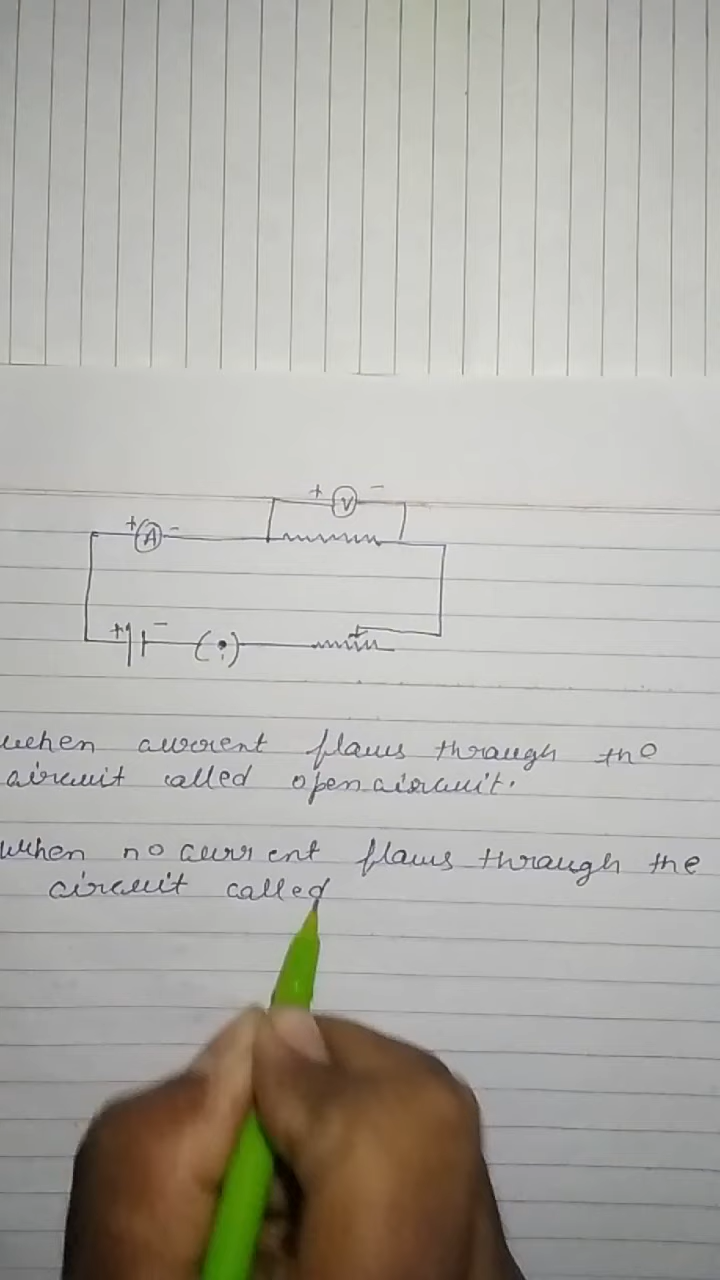 + V -
+ A -
+ -
when current flows through the
circuit called open circuit.
When no current flows through the
circuit called